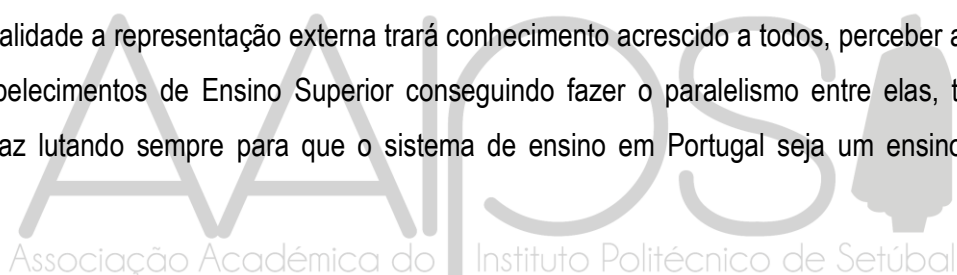 alidade a representação externa trará conhecimento acrescido a todos, perceber a
belecimentos de Ensino Superior conseguindo fazer o paralelismo entre elas, t
az lutando sempre para que o sistema de ensino em Portugal seja um ensino
AAIPS
Associação Académica do Instituto Politécnico de Setúbal